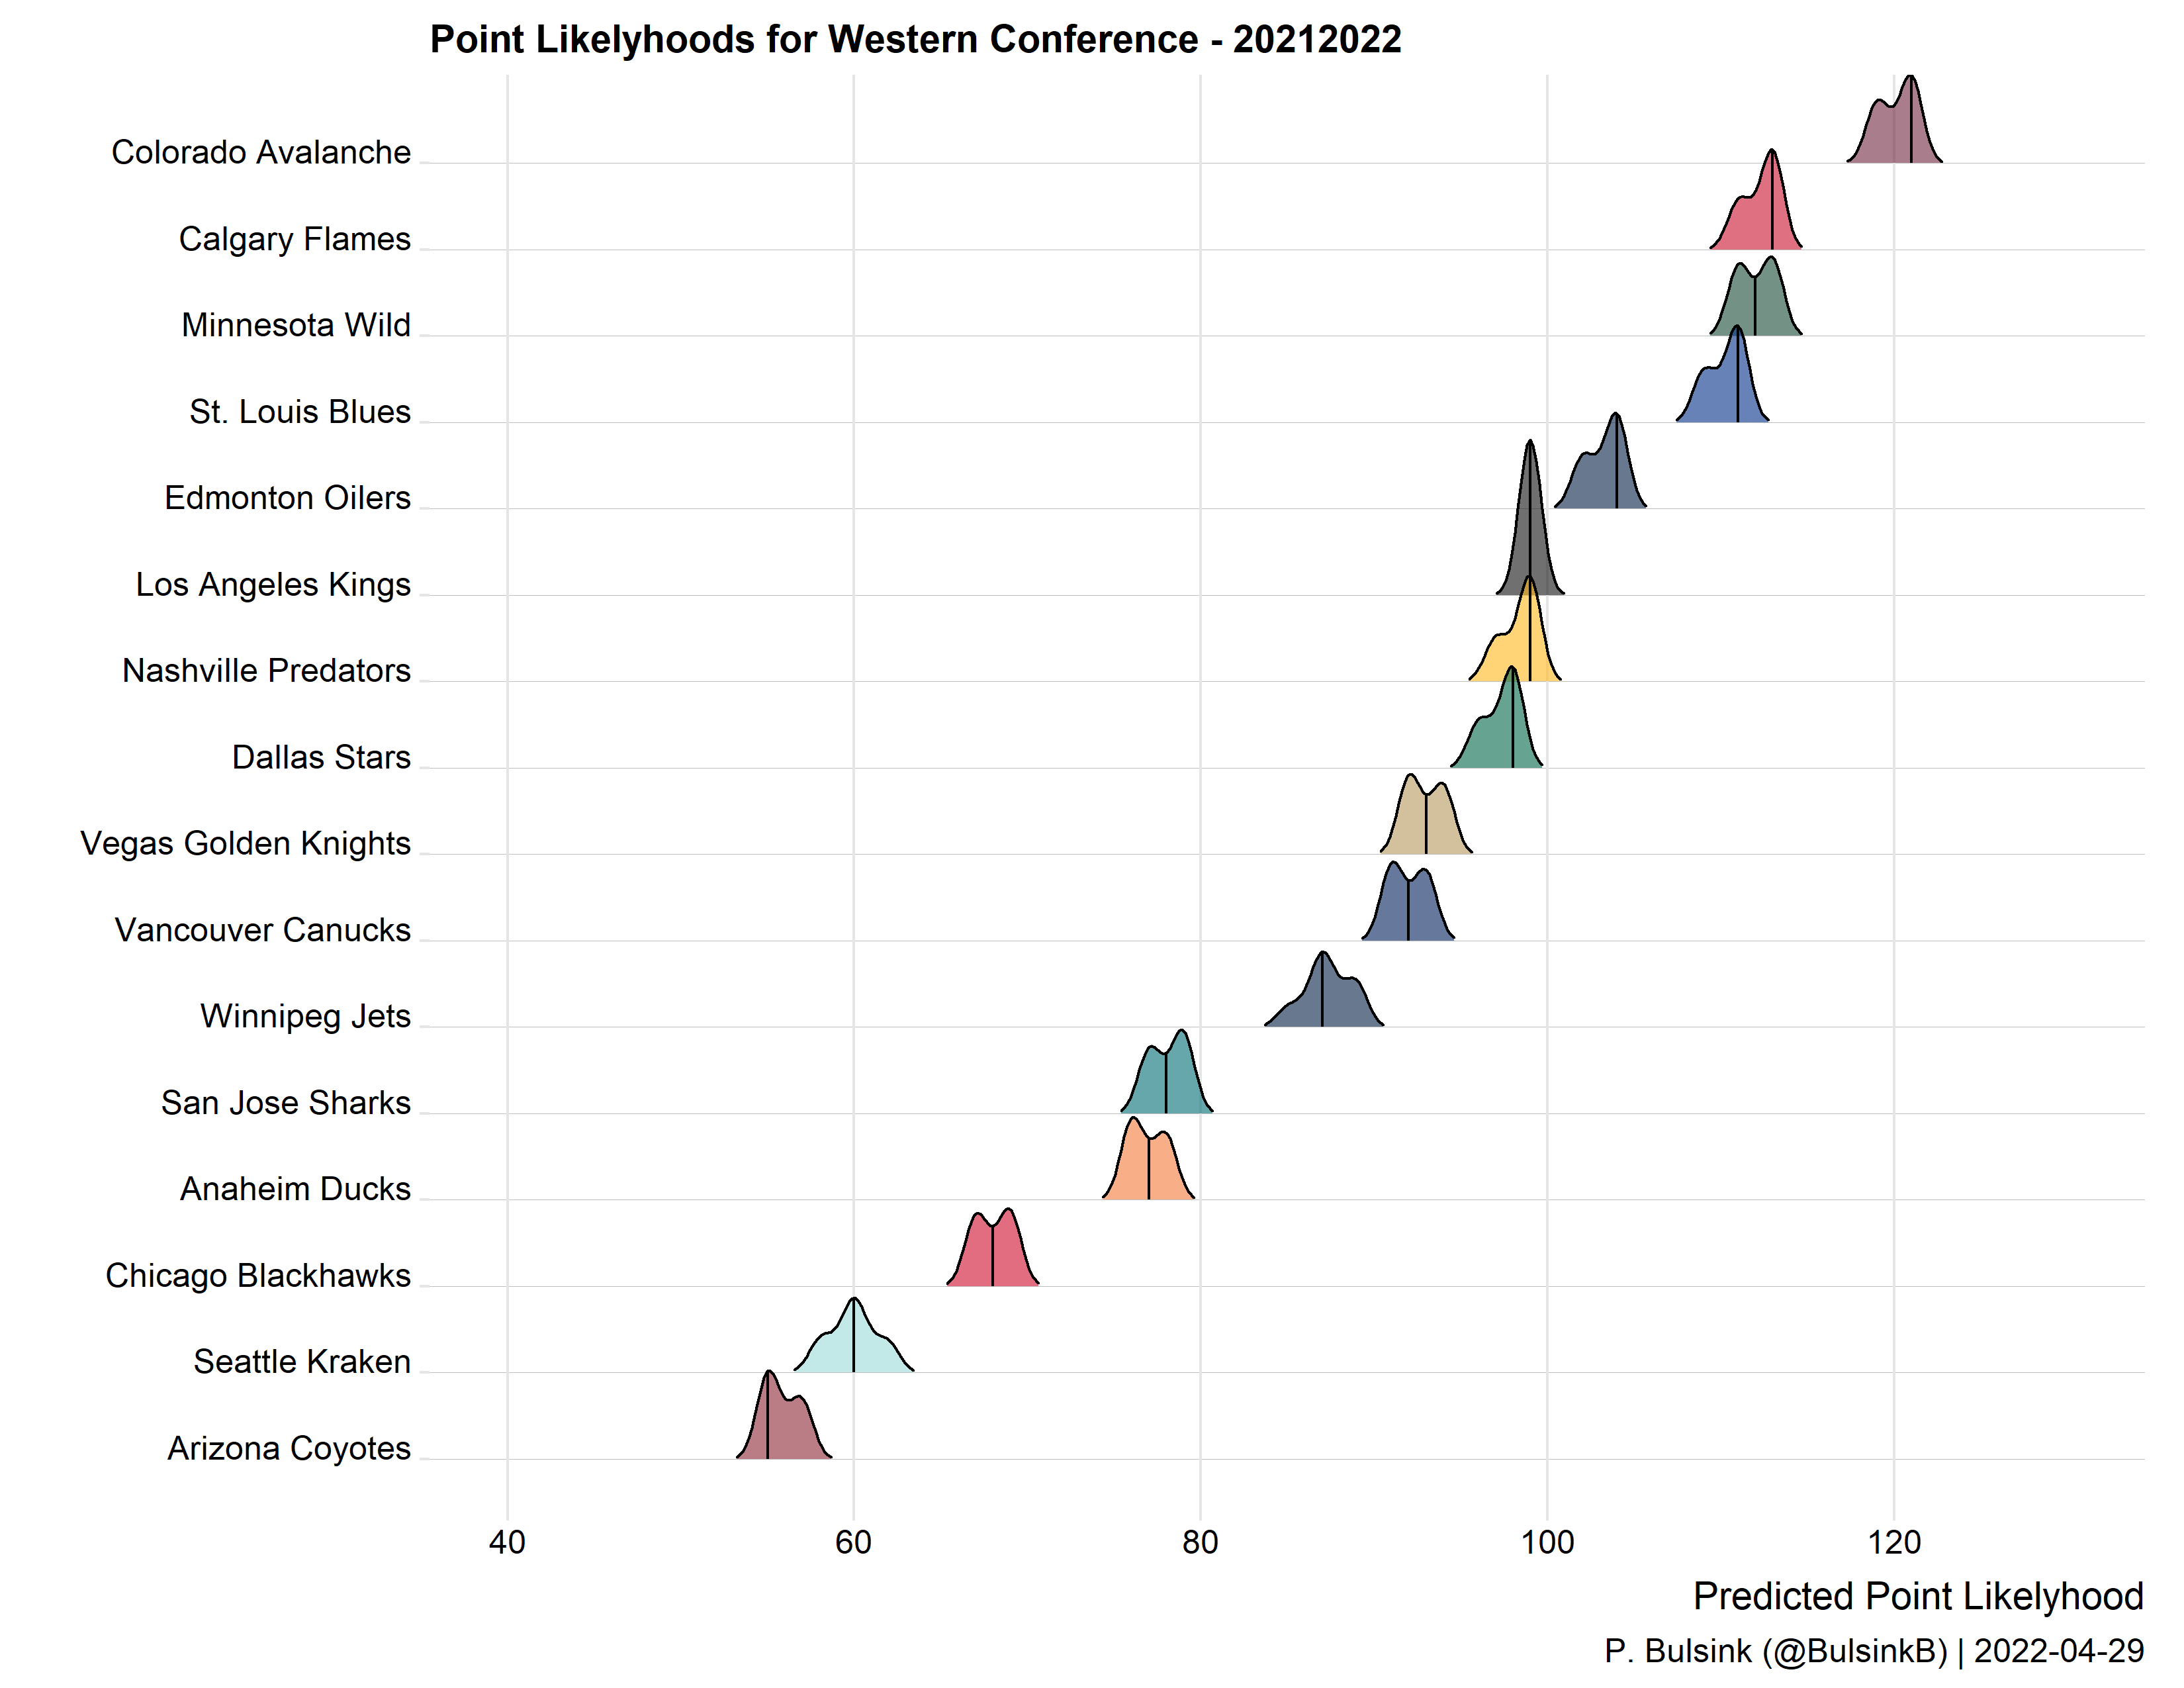 Point Likelyhoods for Western Conference - 20212022
Colorado Avalanche
Calgary Flames
Minnesota Wild
St. Louis Blues
Edmonton Oilers
Los Angeles Kings
Nashville Predators
Dallas Stars
Vegas Golden Knights
Vancouver Canucks
Winnipeg Jets
San Jose Sharks
Anaheim Ducks
Chicago Blackhawks
Seattle Kraken
Arizona Coyotes
40 60 80 100 120
Predicted Point Likelyhood
P. Bulsink (@BulsinkB) | 2022-04-29